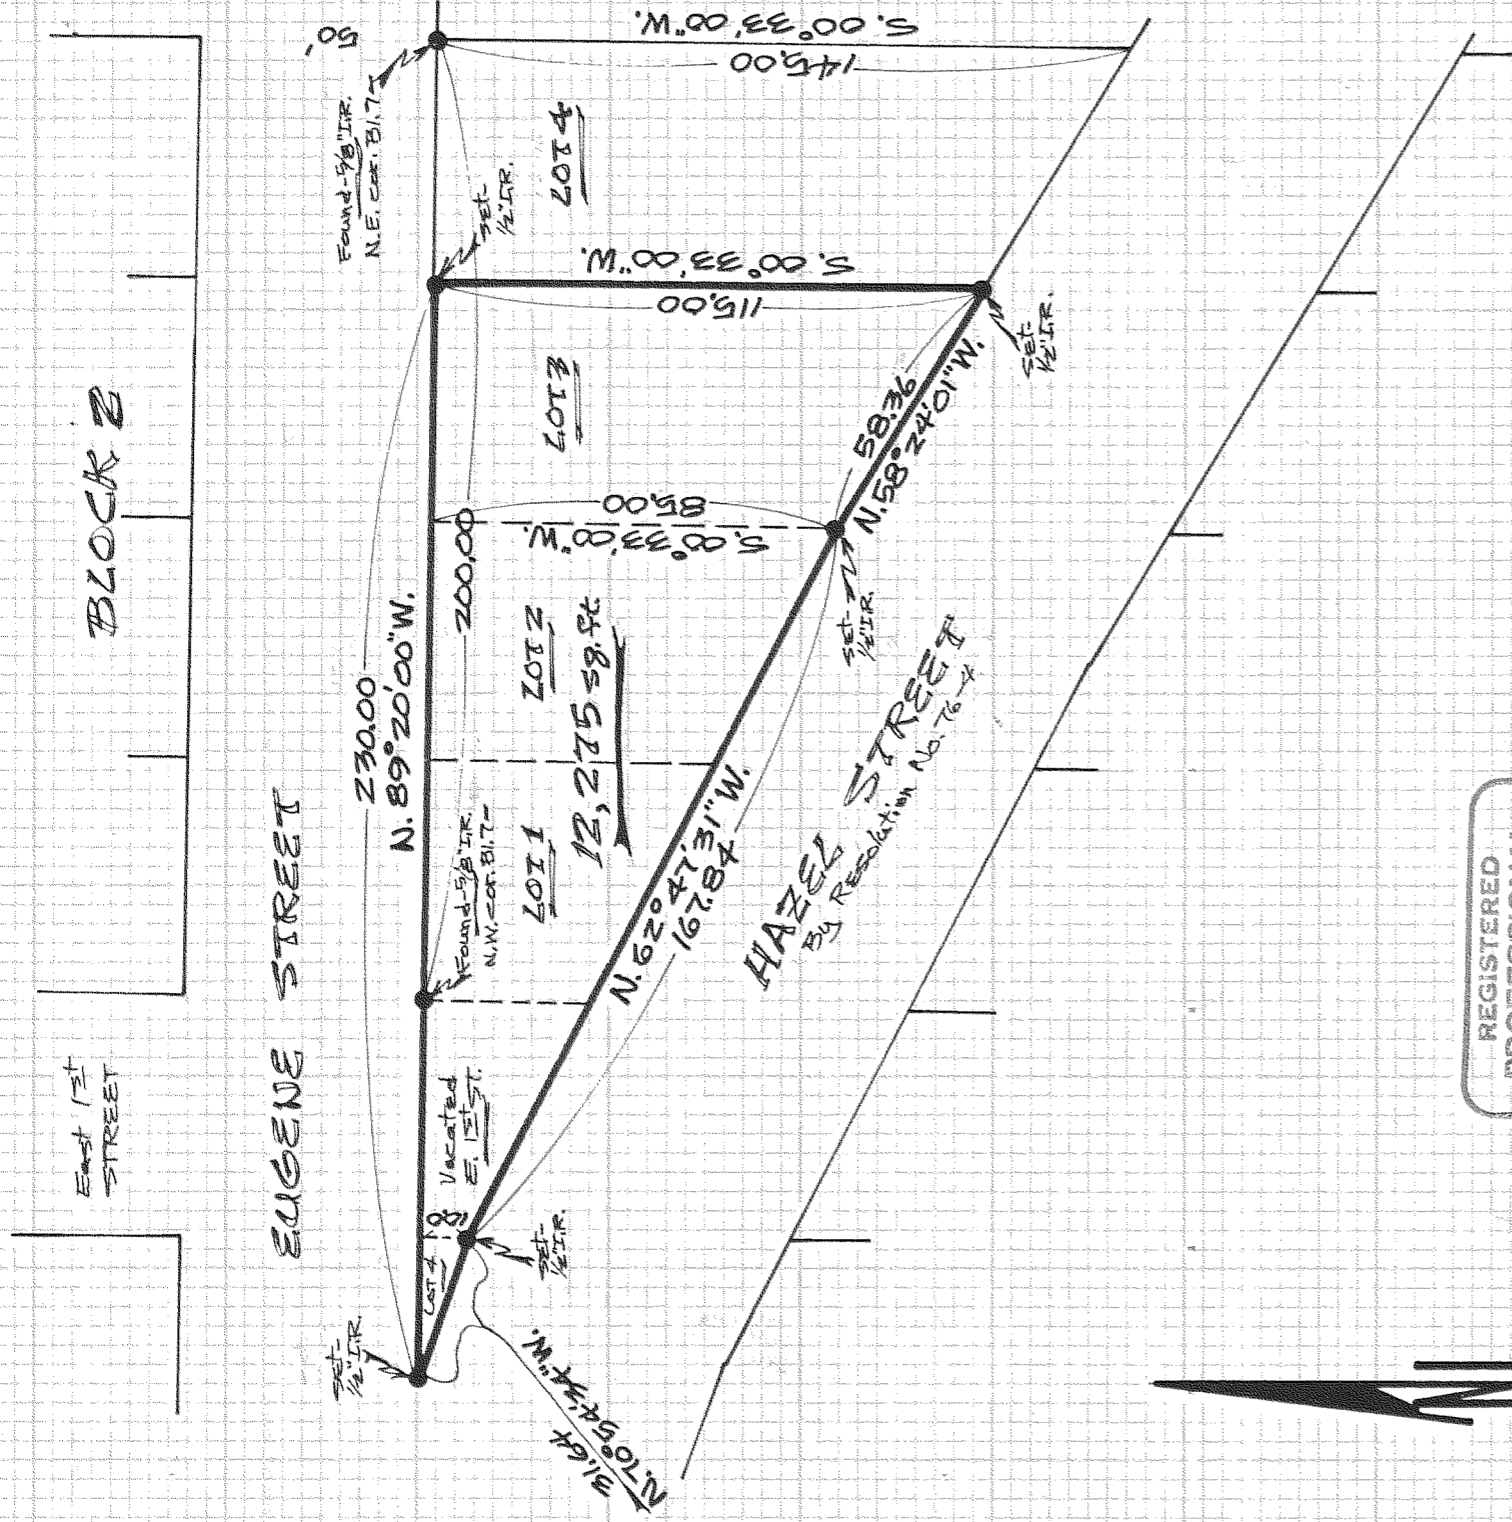 S. 00° 33' 00" W.
145.00
50'
Found-5/8" I.R.
N.E. cor. Bl. 7
LOT 4
Set-
1/2" I.R.
S. 00° 33' 00" W.
115.00
BLOCK 2
LOT 3
58.36
N. 58° 24' 01" W.
Set-
1/2" I.R.
85.00
S. 00° 33' 00" W.
230.00
N. 89° 20' 00" W.
200.00
LOT 2
12,275 sq. ft.
Set-
1/2" I.R.
EUGENE STREET
Found-5/8" I.R.
N.W. cor. Bl. 7
LOT 1
N. 62° 47' 31" W.
167.84
HAZEL STREET
By Resolution No. 76-4
East 1st
STREET
Vacated
E. 1st St.
Lot 4
Set-
1/2" I.R.
Set-
1/2" I.R.
31.64
N. 70° 54' 34" W.
N
REGISTERED